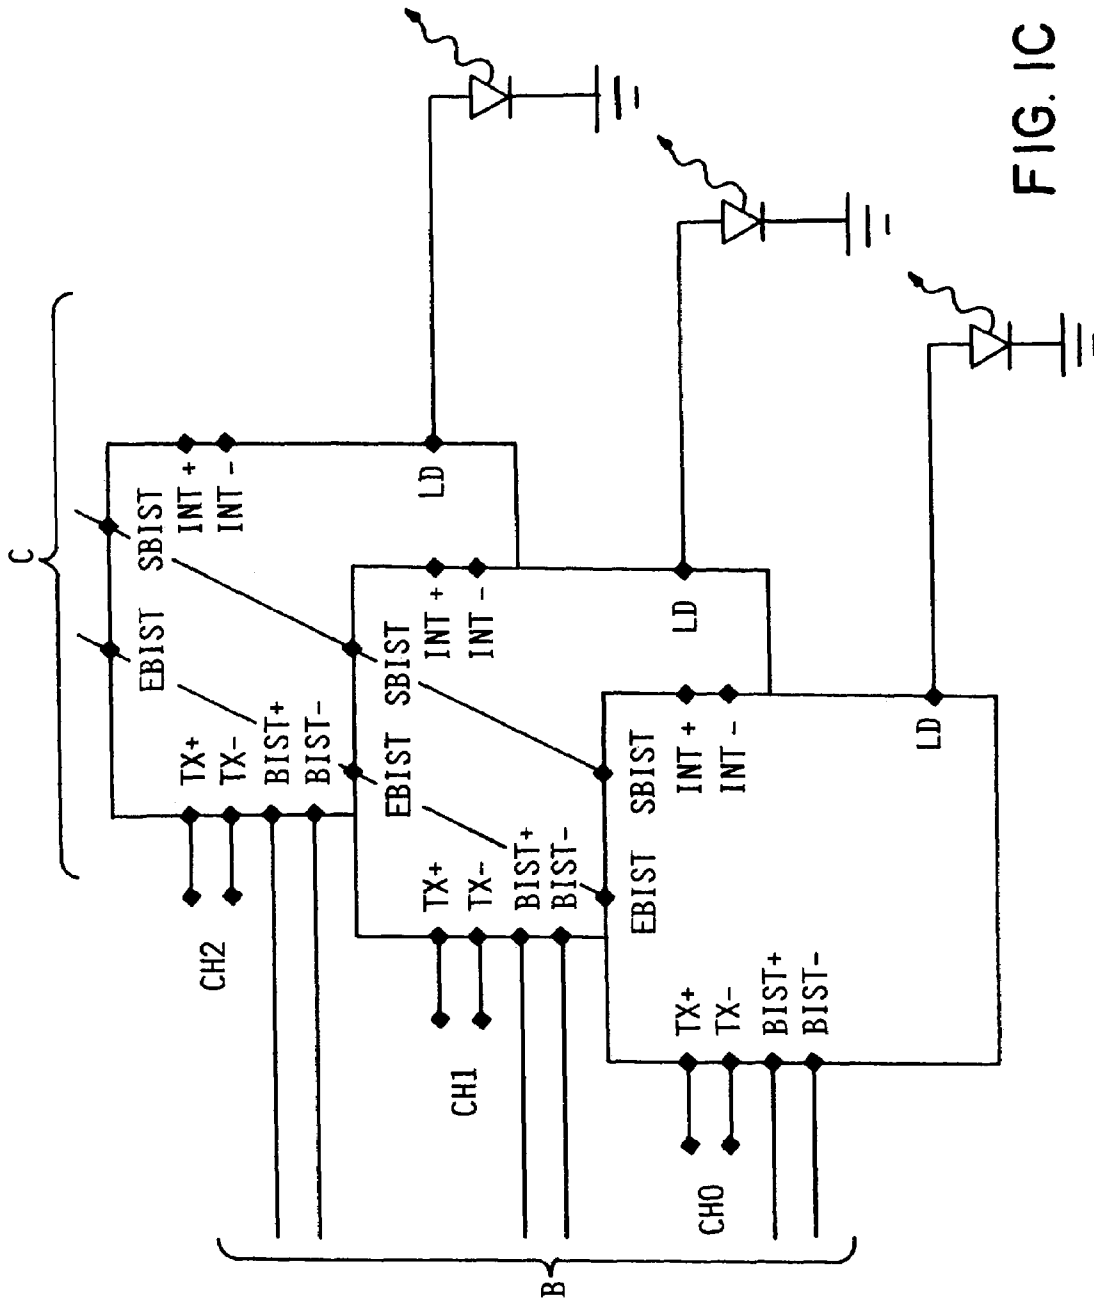 C
EBIST SBIST
TX+
TX-
BIST+
BIST-
INT +
INT -
LD
CH2
EBIST SBIST
TX+
TX-
BIST+
BIST-
INT +
INT -
LD
CH1
EBIST SBIST
TX+
TX-
BIST+
BIST-
INT +
INT -
LD
CH0
B
FIG. 1C